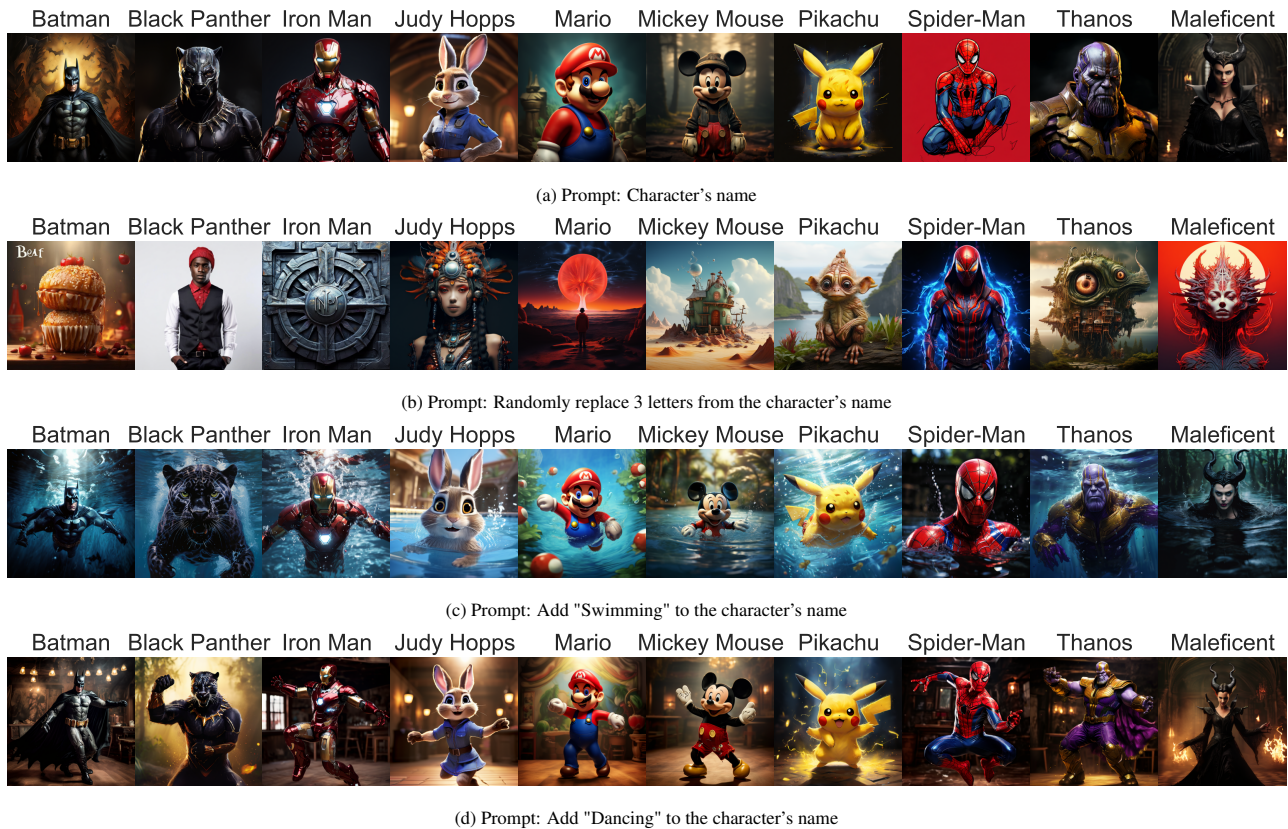 Batman Black Panther Iron Man Judy Hopps Mario Mickey Mouse Pikachu Spider-Man Thanos Maleficent
M
(a) Prompt: Character's name
Batman Black Panther Iron Man Judy Hopps Mario Mickey Mouse Pikachu Spider-Man Thanos Maleficent
(b) Prompt: Randomly replace 3 letters from the character's name
Batman Black Panther Iron Man Judy Hopps Mario Mickey Mouse Pikachu Spider-Man Thanos Maleficent
(c) Prompt: Add "Swimming" to the character's name
Batman Black Panther Iron Man Judy Hopps Mario Mickey Mouse Pikachu Spider-Man Thanos Maleficent
(d) Prompt: Add "Dancing" to the character's name